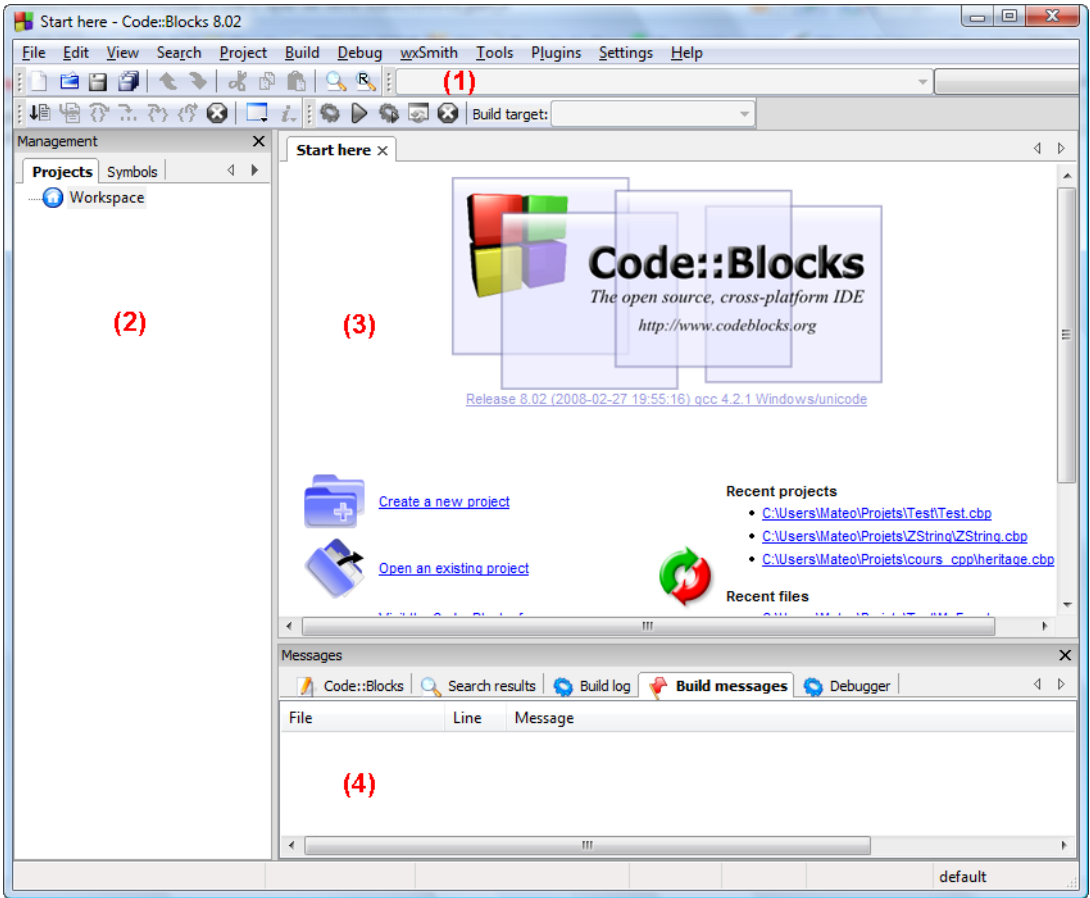 Start here - Code::Blocks 8.02
File Edit View Search Project Build Debug wxSmith Tools Plugins Settings Help
(1)
Build target:
Management
Projects Symbols
Workspace
(2)
Start here
Code::Blocks
The open source, cross-platform IDE
http://www.codeblocks.org
(3)
Release 8.02 (2008-02-27 19:55:16) gcc 4.2.1 Windows/unicode
Create a new project
Open an existing project
Recent projects
C:\Users\Mateo\Projets\Test\Test.cbp
C:\Users\Mateo\Projets\ZString\ZString.cbp
C:\Users\Mateo\Projets\cours_cpp\heritage.cbp
Recent files
Messages
Code::Blocks Search results Build log Build messages Debugger
File Line Message
(4)
default